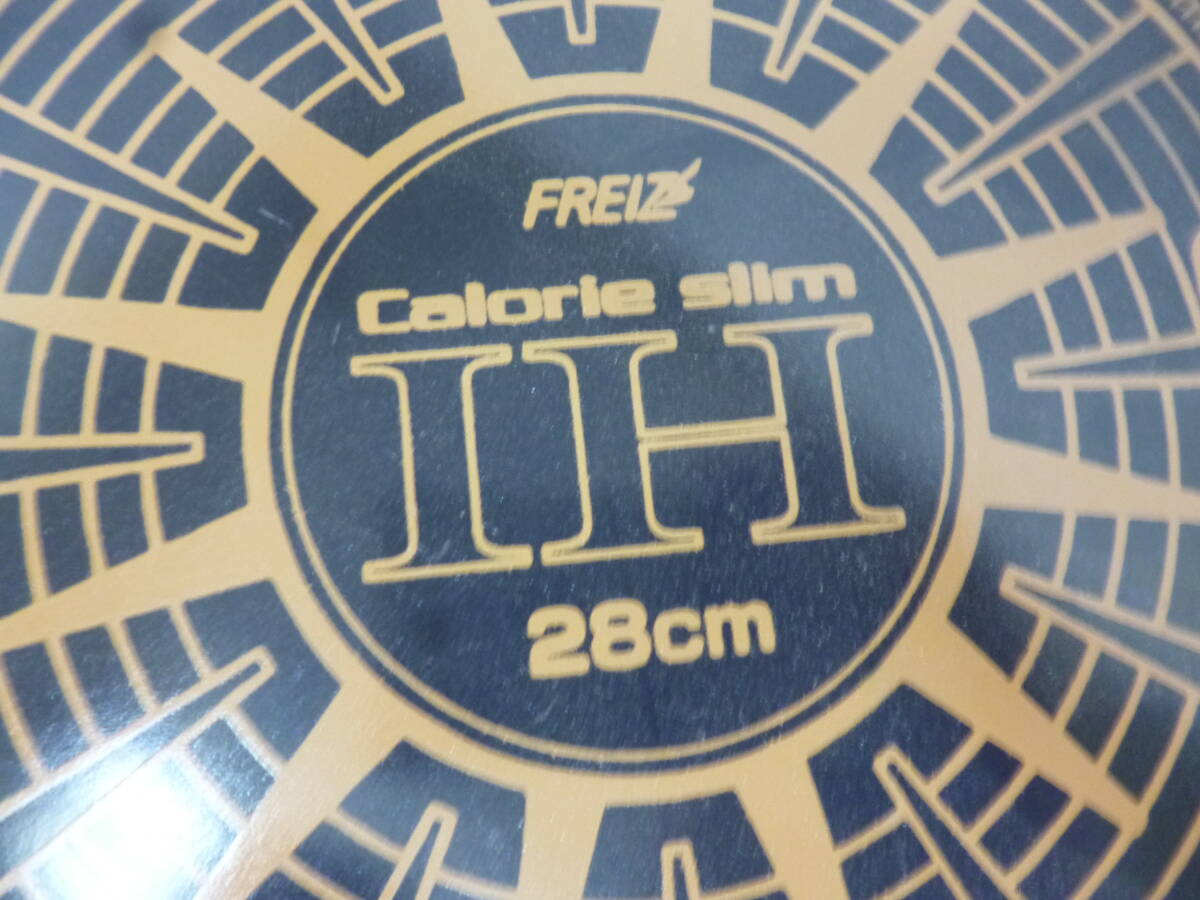 FREIZ
Calorie slim
IH
28cm